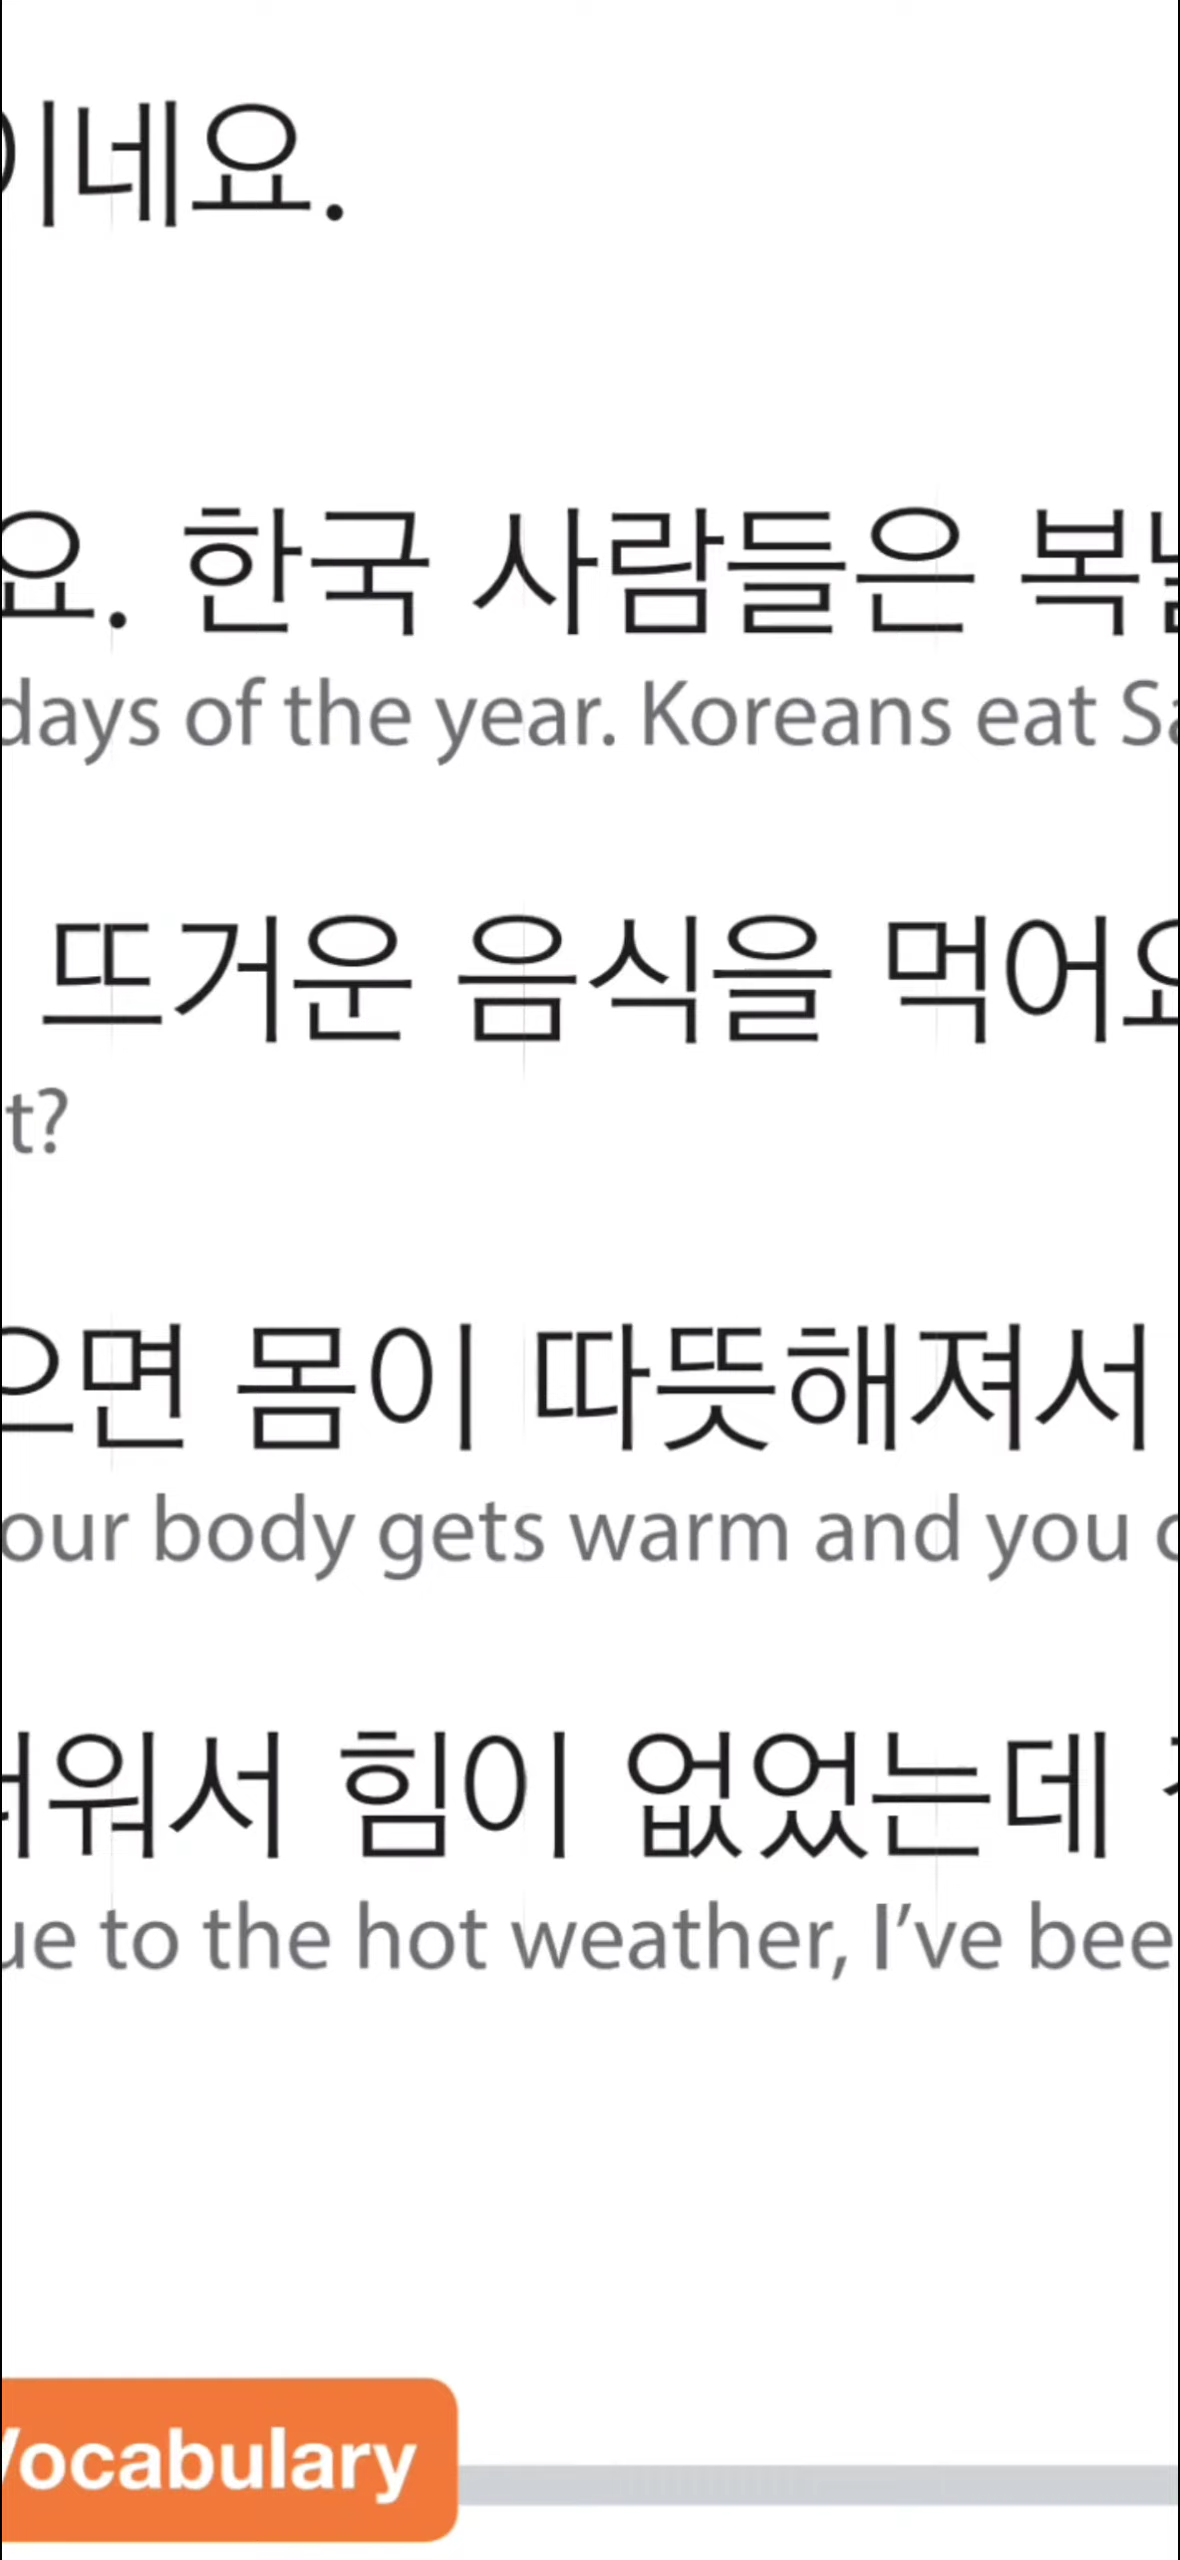 이네요.
요. 한국 사람들은 복
days of the year. Koreans eat
뜨거운 음식을 먹어요
t?
으면 몸이 따뜻해져서
our body gets warm and you
워서 힘이 없었는데
ue to the hot weather, I've bee
Vocabulary